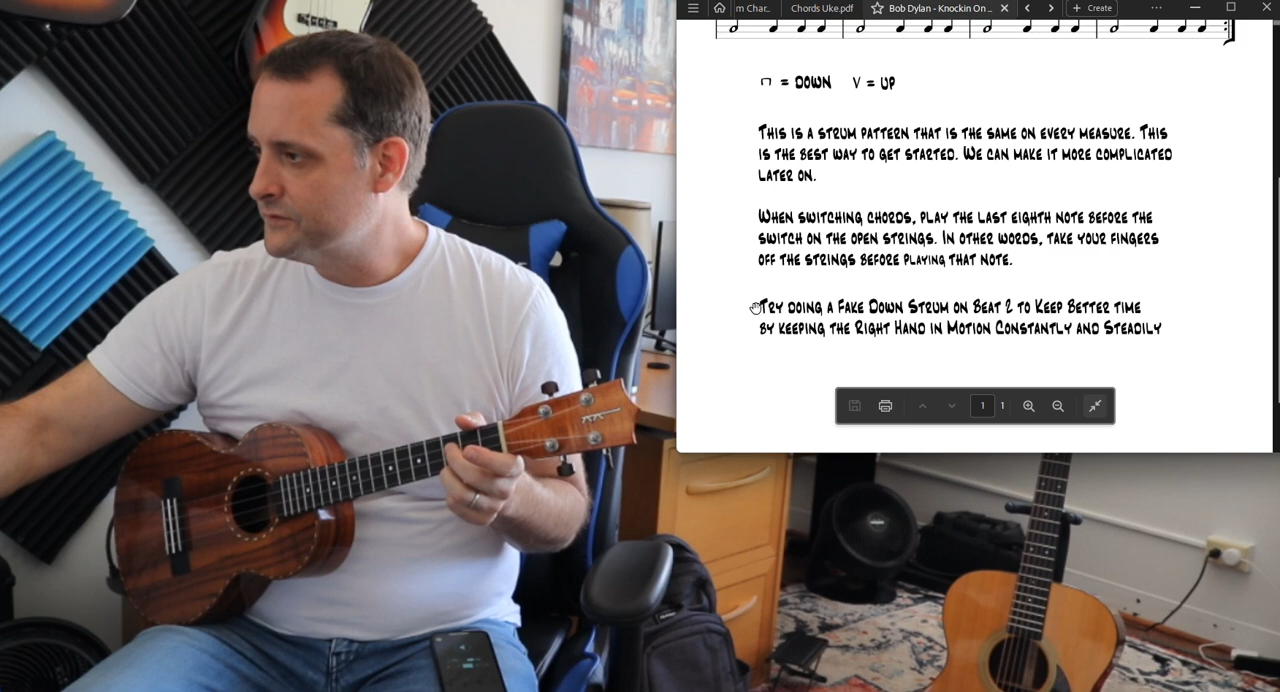 m Char..
Chords Uke.pdf
Bob Dylan - Knockin On ..
Create
⊓ = DOWN V = UP
THIS IS A STRUM PATTERN THAT IS THE SAME ON EVERY MEASURE. THIS
IS THE BEST WAY TO GET STARTED. WE CAN MAKE IT MORE COMPLICATED
LATER ON.
WHEN SWITCHING CHORDS, PLAY THE LAST EIGHTH NOTE BEFORE THE
SWITCH ON THE OPEN STRINGS. IN OTHER WORDS, TAKE YOUR FINGERS
OFF THE STRINGS BEFORE PLAYING THAT NOTE.
TRY DOING A FAKE DOWN STRUM ON BEAT 2 TO KEEP BETTER TIME
BY KEEPING THE RIGHT HAND IN MOTION CONSTANTLY AND STEADILY
1 1